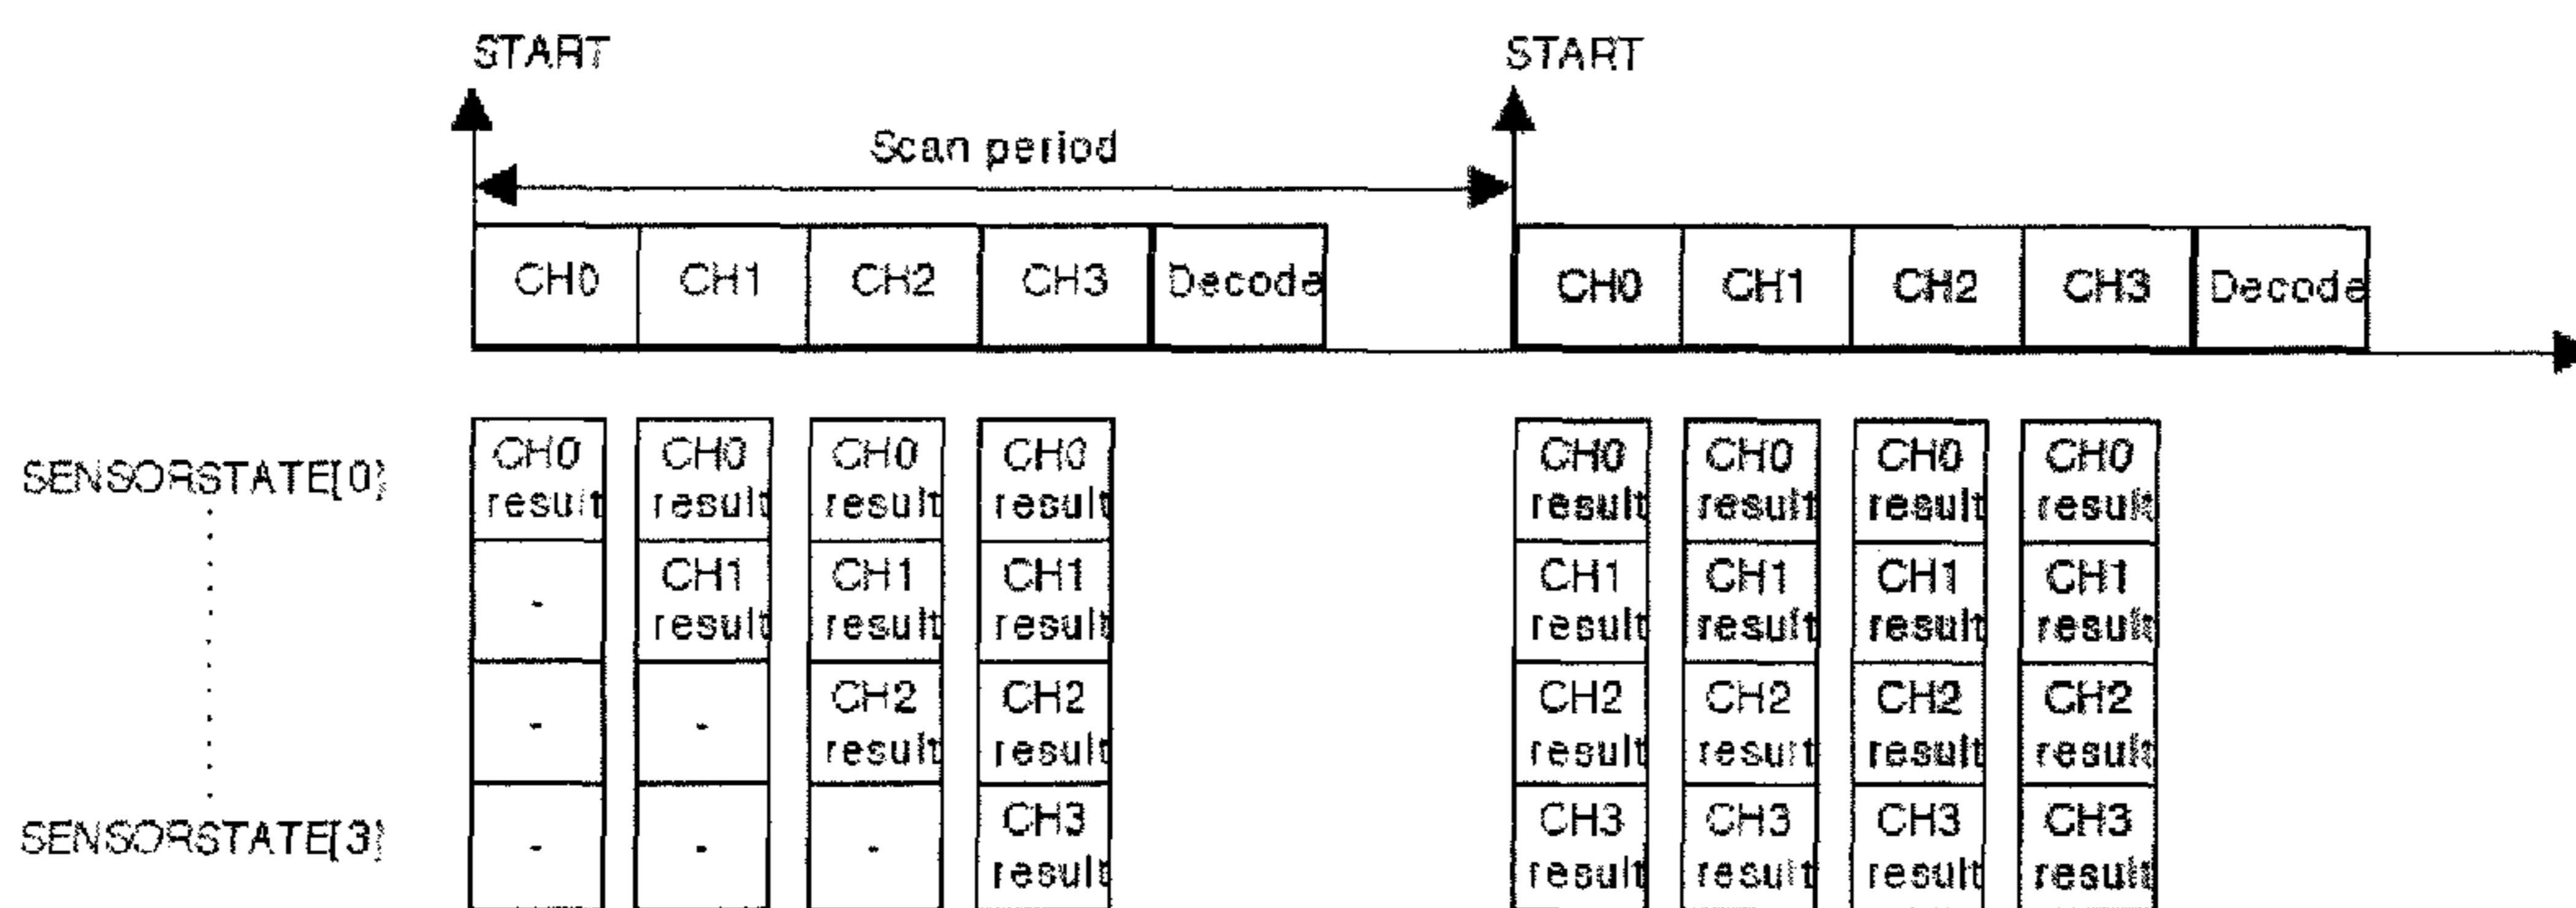 START START
Scan period
CH0 CH1 CH2 CH3 Decode CH0 CH1 CH2 CH3 Decode
SENSORSTATE[0]
CH0 CH0 CH0 CH0 CH0 CH0 CH0 CH0
result result result result result result result result
- CH1 CH1 CH1 CH1 CH1 CH1 CH1
result result result result result result result
- - CH2 CH2 CH2 CH2 CH2 CH2
result result result result result result
SENSORSTATE[3]
- - - CH3 CH3 CH3 CH3 CH3
result result result result result